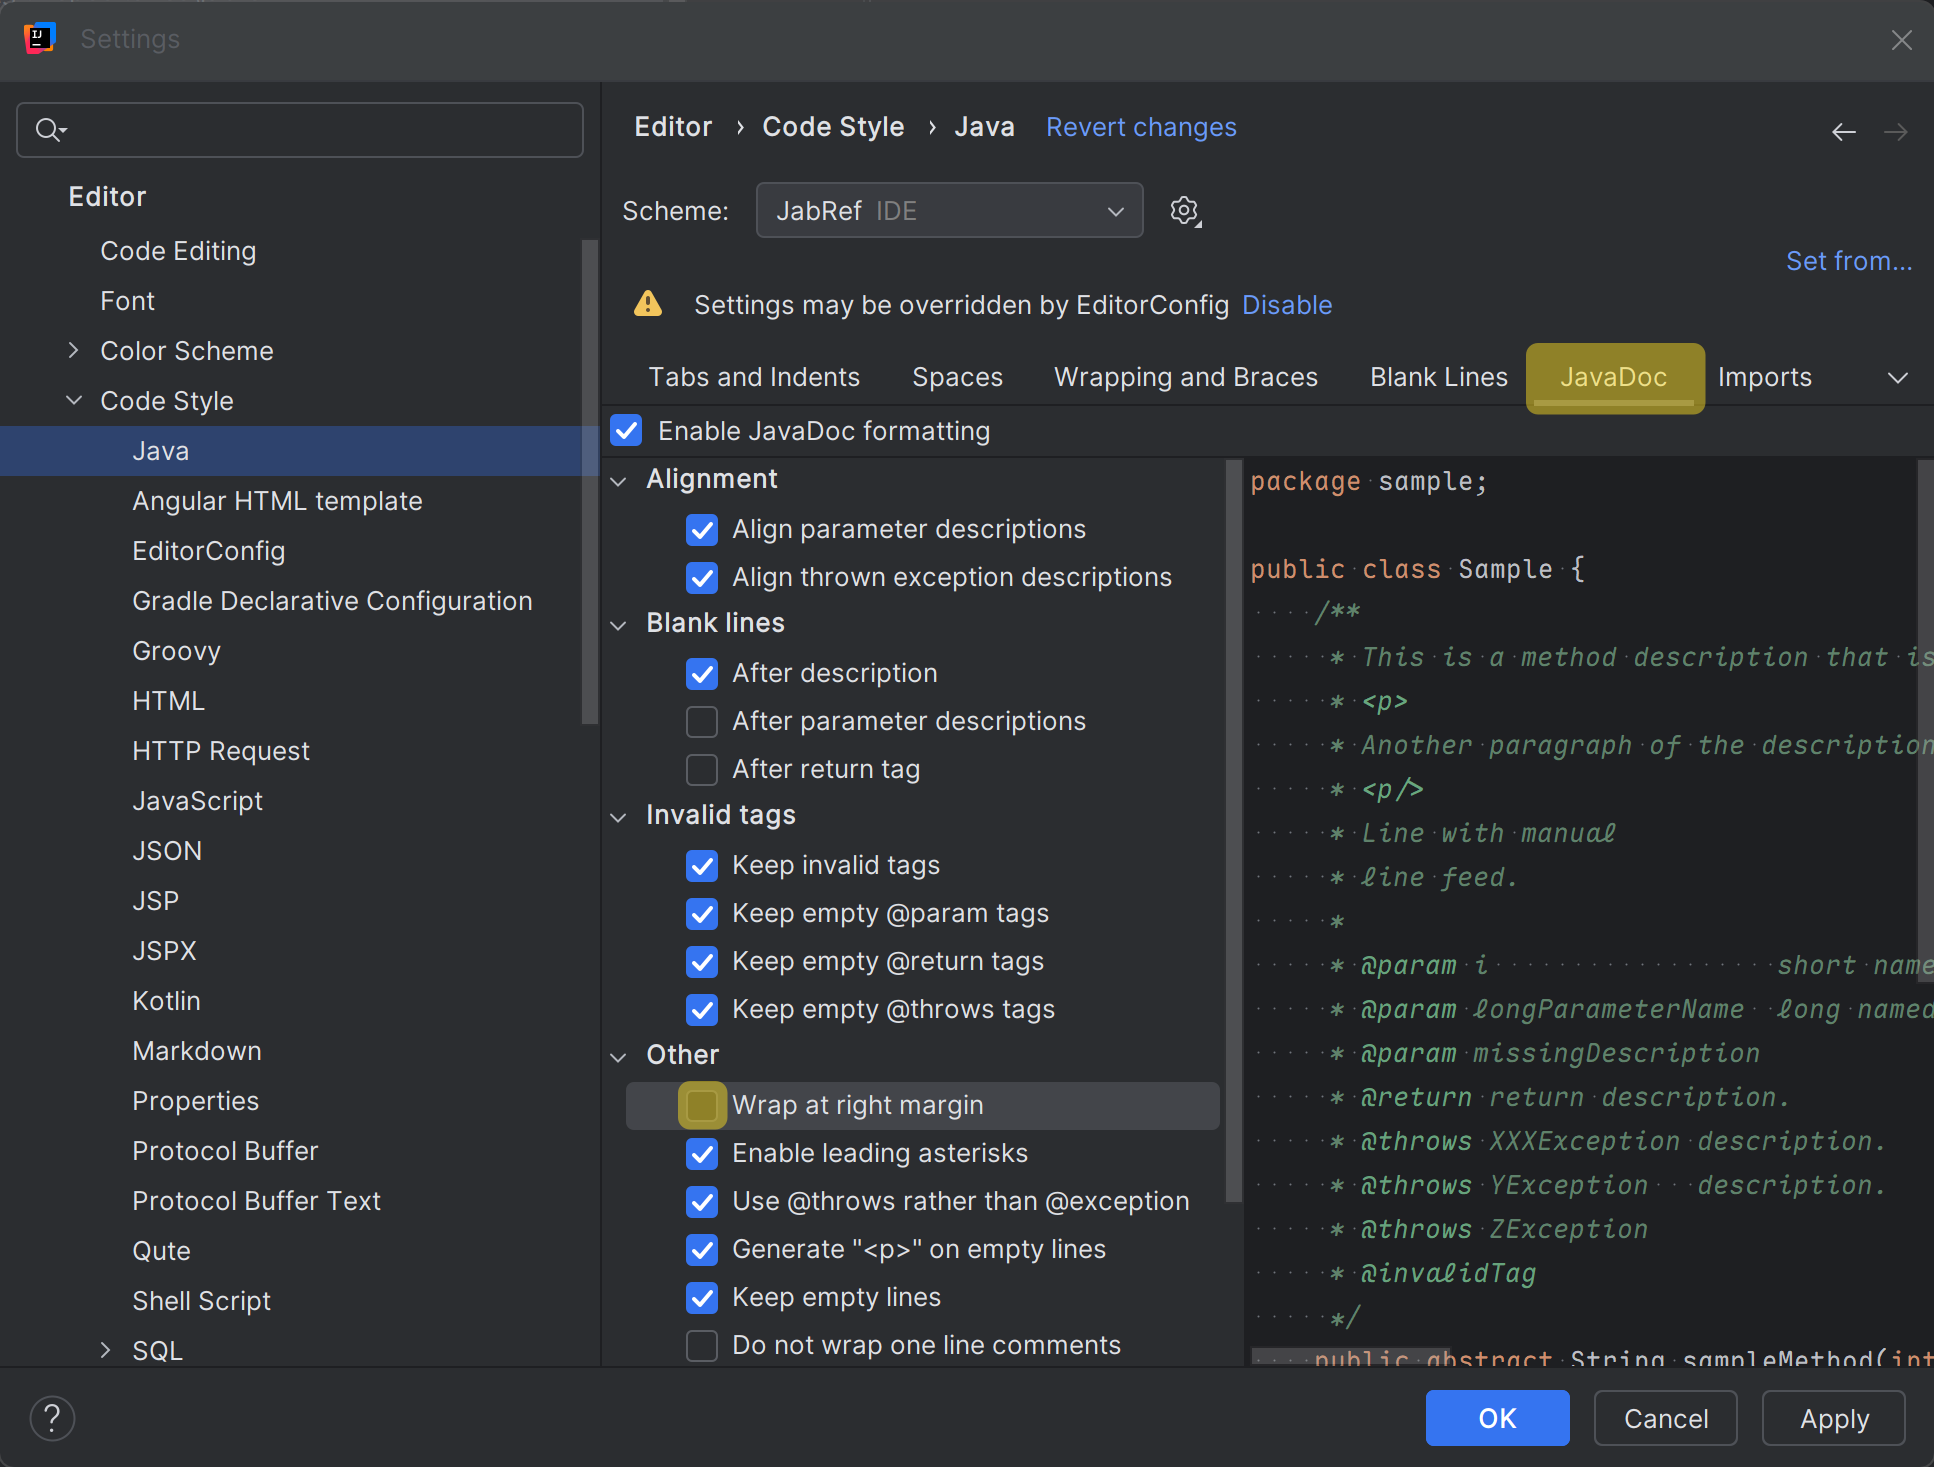 Settings
Editor
Code Editing
Font
Color Scheme
Code Style
Java
Angular HTML template
EditorConfig
Gradle Declarative Configuration
Groovy
HTML
HTTP Request
JavaScript
JSON
JSP
JSPX
Kotlin
Markdown
Properties
Protocol Buffer
Protocol Buffer Text
Qute
Shell Script
SQL
Editor › Code Style › Java Revert changes
Scheme: JabRef IDE
Set from...
Settings may be overridden by EditorConfig Disable
Tabs and Indents Spaces Wrapping and Braces Blank Lines JavaDoc Imports
Enable JavaDoc formatting
Alignment
Align parameter descriptions
Align thrown exception descriptions
Blank lines
After description
After parameter descriptions
After return tag
Invalid tags
Keep invalid tags
Keep empty @param tags
Keep empty @return tags
Keep empty @throws tags
Other
Wrap at right margin
Enable leading asterisks
Use @throws rather than @exception
Generate "<p>" on empty lines
Keep empty lines
Do not wrap one line comments
package sample;
public class Sample {
/**
* This is a method description that is
* <p>
* Another paragraph of the description
* <p/>
* Line with manual
* line feed.
*
* @param i short name
* @param longParameterName long named
* @param missingDescription
* @return return description.
* @throws XXXException description.
* @throws YException description.
* @throws ZException
* @invalidTag
*/
public abstract String sampleMethod(int
? OK Cancel Apply